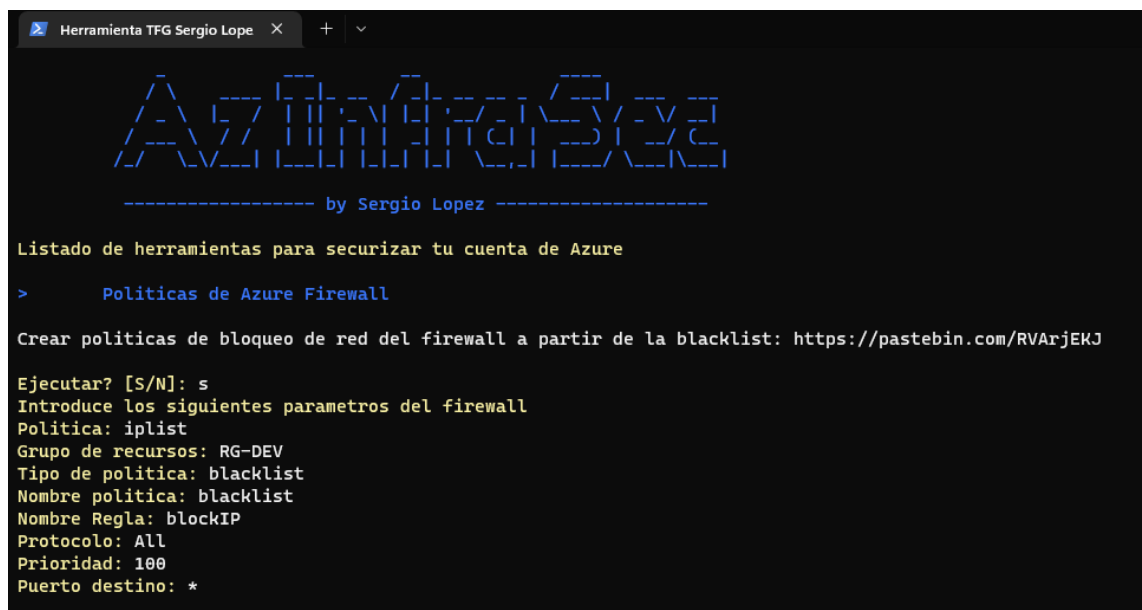 Herramienta TFG Sergio Lope
AzInfraSec
------------------ by Sergio Lopez --------------------
Listado de herramientas para securizar tu cuenta de Azure
> Politicas de Azure Firewall
Crear politicas de bloqueo de red del firewall a partir de la blacklist: https://pastebin.com/RVArjEKJ
Ejecutar? [S/N]: s
Introduce los siguientes parametros del firewall
Politica: iplist
Grupo de recursos: RG-DEV
Tipo de politica: blacklist
Nombre politica: blacklist
Nombre Regla: blockIP
Protocolo: All
Prioridad: 100
Puerto destino: *